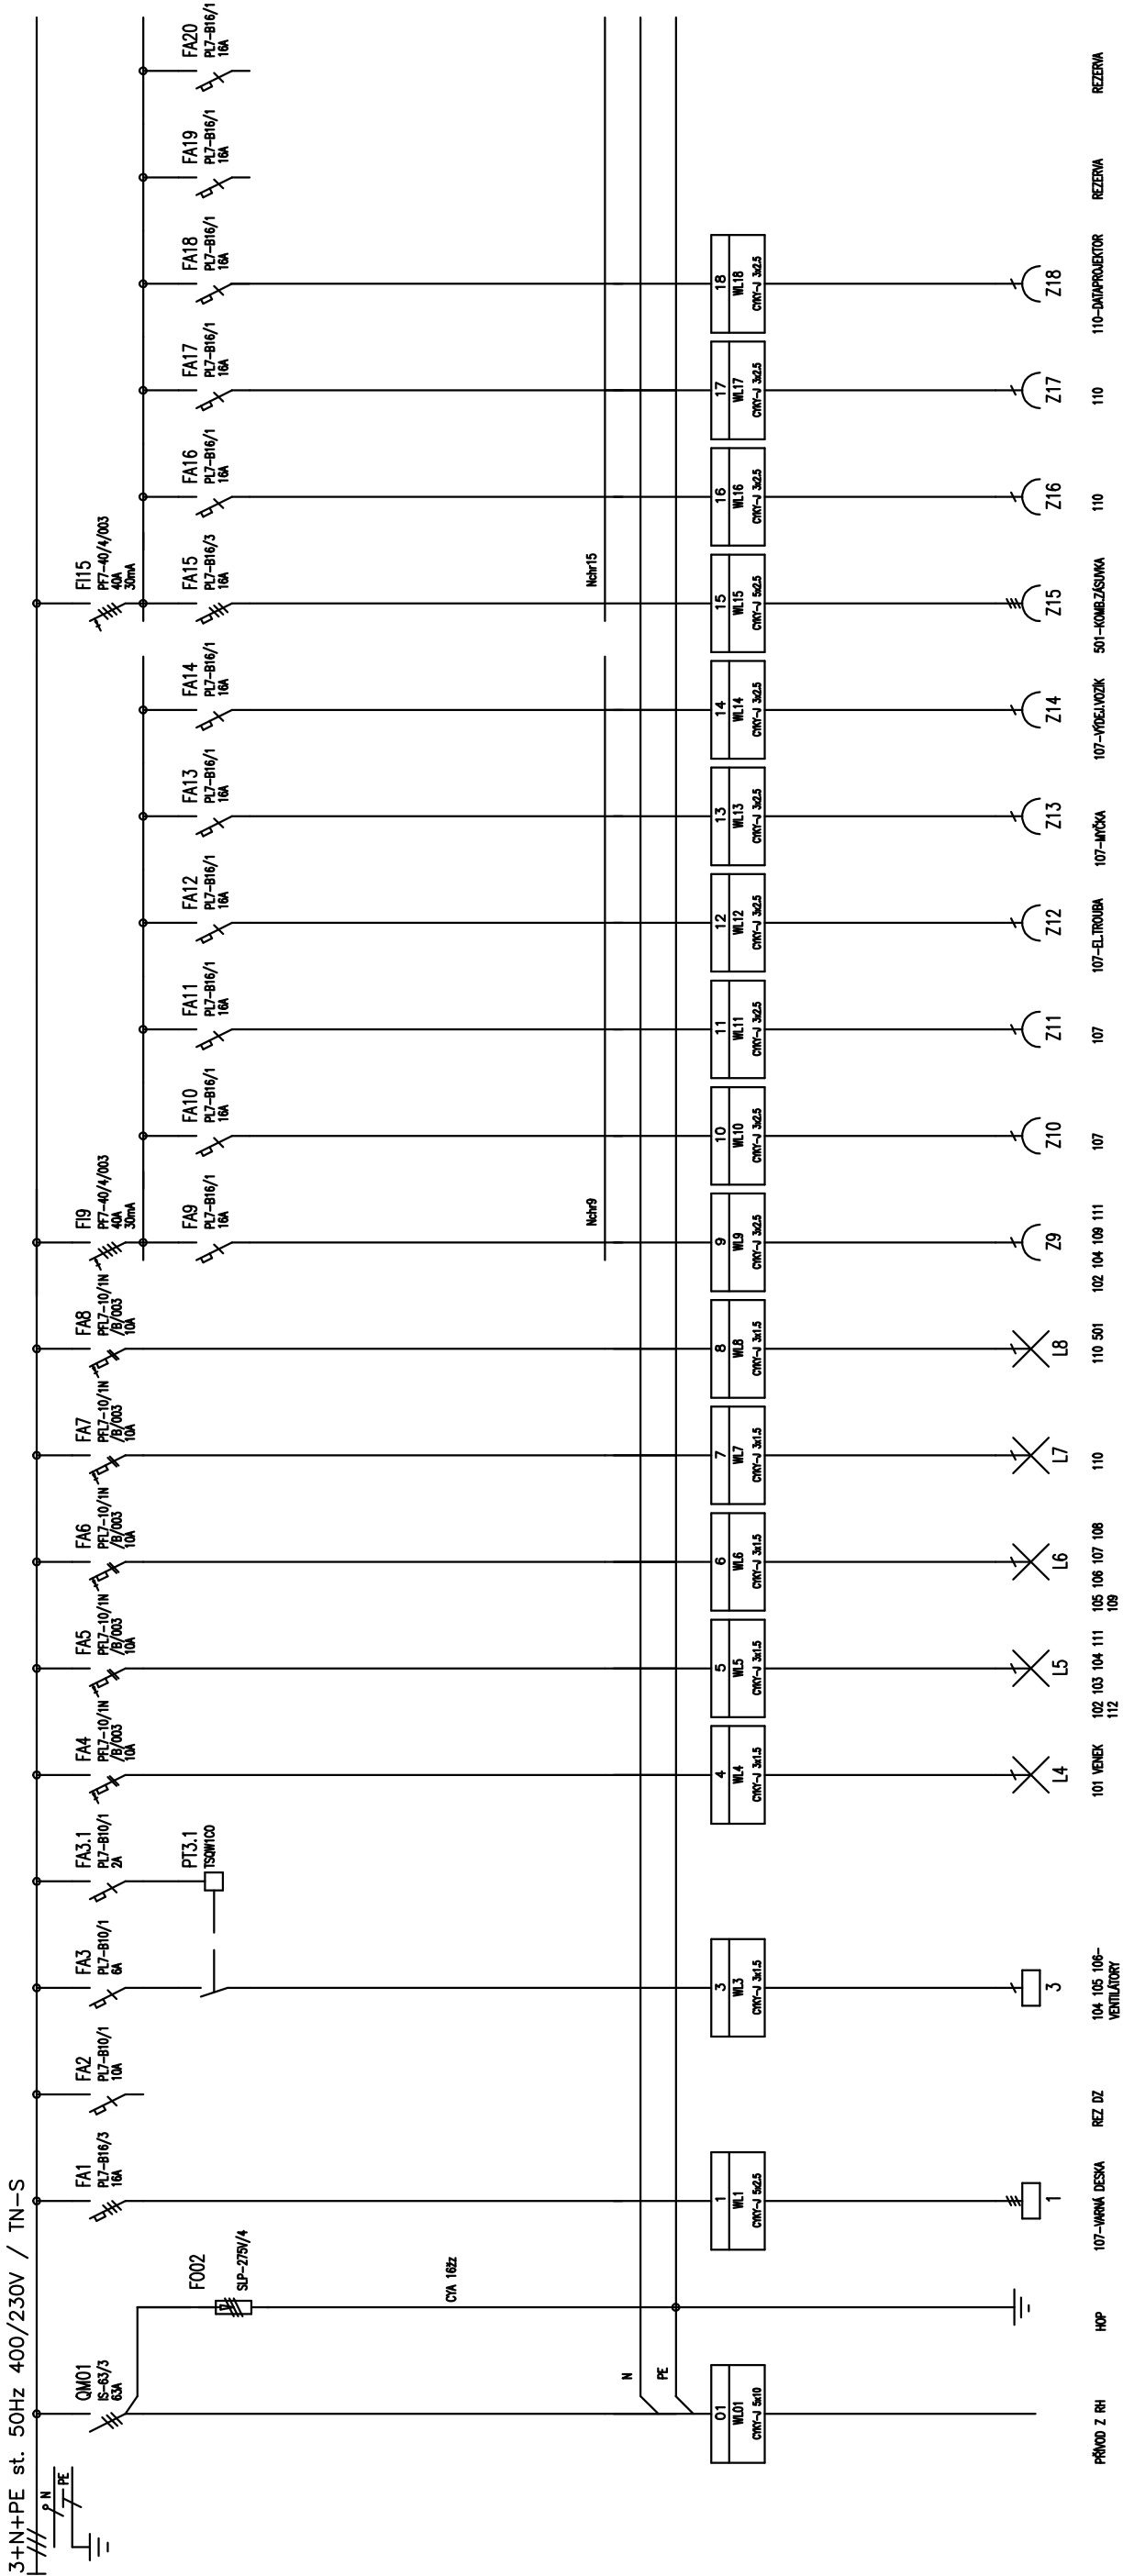 3+N+PE st. 50Hz 400/230V / TN-S
N
PE
QM01
IS-63/3
63A
F002
SLP-275V/4
CYA 16žz
N
PE
01
WL01
CYKY-J 5x10
PŘÍVOD Z RH
HOP
FA1
PL7-B16/3
16A
1
WL1
CYKY-J 5x2.5
1
107-VARNÁ DESKA
FA2
PL7-B10/1
10A
REZ DZ
FA3
PL7-B10/1
6A
3
WL3
CYKY-J 3x1.5
3
104 105 106-
VENTILÁTORY
FA3.1
PL7-B10/1
2A
PT3.1
TSQW1CO
FA4
PFL7-10/1N
/B/003
10A
4
WL4
CYKY-J 3x1.5
L4
101 VENEK
FA5
PFL7-10/1N
/B/003
10A
5
WL5
CYKY-J 3x1.5
L5
102 103 104 111
112
FA6
PFL7-10/1N
/B/003
10A
6
WL6
CYKY-J 3x1.5
L6
105 106 107 108
109
FA7
PFL7-10/1N
/B/003
10A
7
WL7
CYKY-J 3x1.5
L7
110
FA8
PFL7-10/1N
/B/003
10A
8
WL8
CYKY-J 3x1.5
L8
110 501
FI9
PF7-40/4/003
40A
30mA
FA9
PL7-B16/1
16A
Nchr9
9
WL9
CYKY-J 3x2.5
Z9
102 104 109 111
FA10
PL7-B16/1
16A
10
WL10
CYKY-J 3x2.5
Z10
107
FA11
PL7-B16/1
16A
11
WL11
CYKY-J 3x2.5
Z11
107
FA12
PL7-B16/1
16A
12
WL12
CYKY-J 3x2.5
Z12
107-EL.TROUBA
FA13
PL7-B16/1
16A
13
WL13
CYKY-J 3x2.5
Z13
107-MYČKA
FA14
PL7-B16/1
16A
14
WL14
CYKY-J 3x2.5
Z14
107-VÝDEJ.VOZÍK
FI15
PF7-40/4/003
40A
30mA
FA15
PL7-B16/3
16A
Nchr15
15
WL15
CYKY-J 5x2.5
Z15
501-KOMB.ZÁSUVKA
FA16
PL7-B16/1
16A
16
WL16
CYKY-J 3x2.5
Z16
110
FA17
PL7-B16/1
16A
17
WL17
CYKY-J 3x2.5
Z17
110
FA18
PL7-B16/1
16A
18
WL18
CYKY-J 3x2.5
Z18
110-DATAPROJEKTOR
FA19
PL7-B16/1
16A
REZERVA
FA20
PL7-B16/1
16A
REZERVA